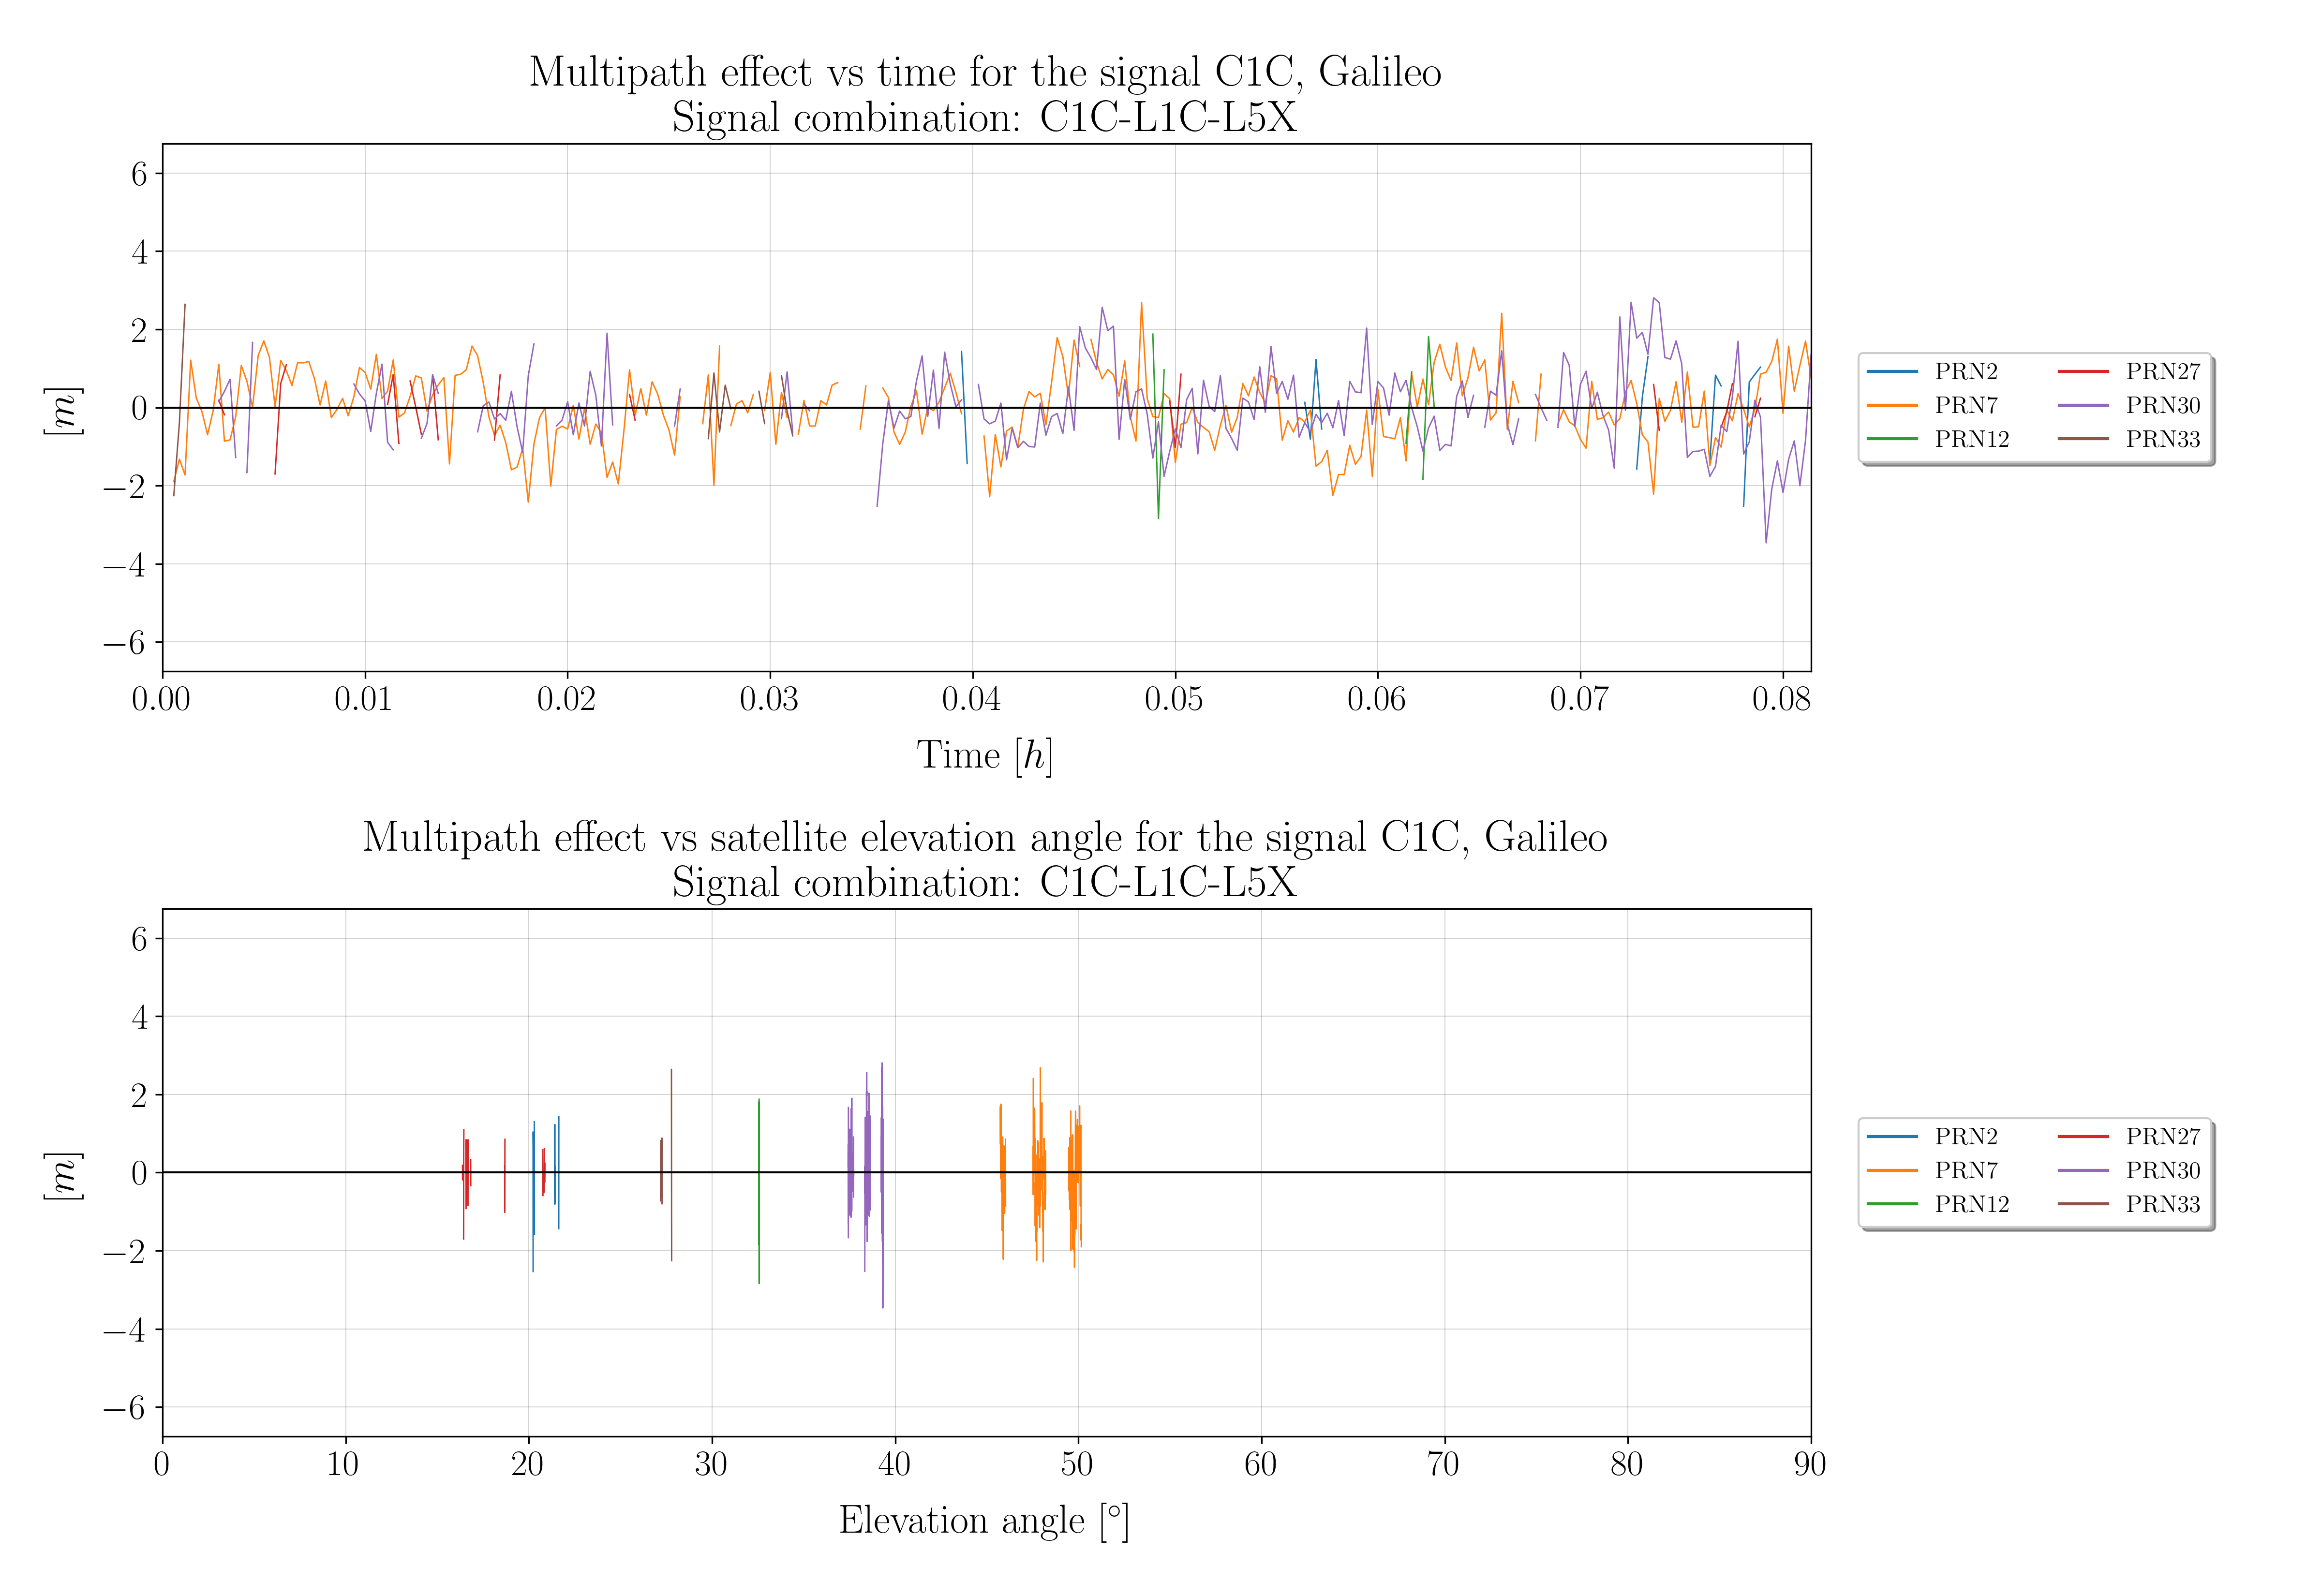 Multipath effect vs time for the signal C1C, Galileo
Signal combination: C1C-L1C-L5X
[m]
6
4
2
0
−2
−4
−6
0.00 0.01 0.02 0.03 0.04 0.05 0.06 0.07 0.08
Time [h]
PRN2 PRN27
PRN7 PRN30
PRN12 PRN33
Multipath effect vs satellite elevation angle for the signal C1C, Galileo
Signal combination: C1C-L1C-L5X
[m]
6
4
2
0
−2
−4
−6
0 10 20 30 40 50 60 70 80 90
Elevation angle [°]
PRN2 PRN27
PRN7 PRN30
PRN12 PRN33